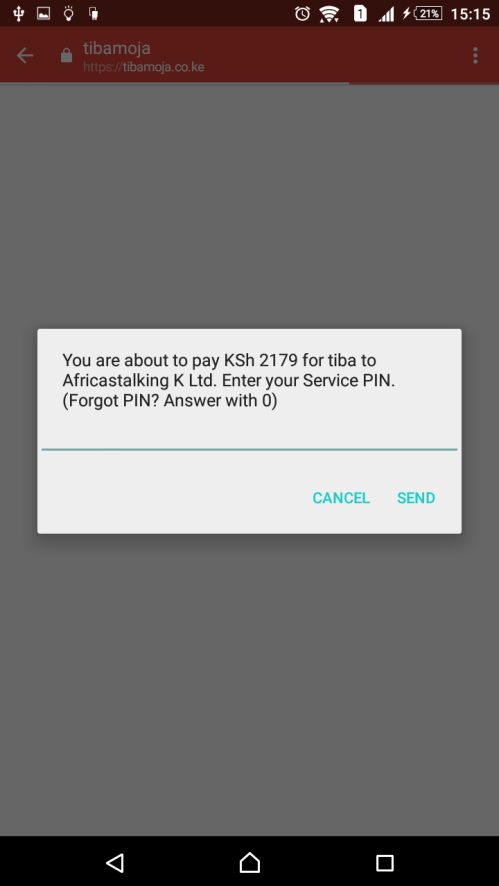 1
21%
15:15
tibamoja
https://tibamoja.co.ke
You are about to pay KSh 2179 for tiba to
Africastalking K Ltd. Enter your Service PIN.
(Forgot PIN? Answer with 0)
CANCEL SEND